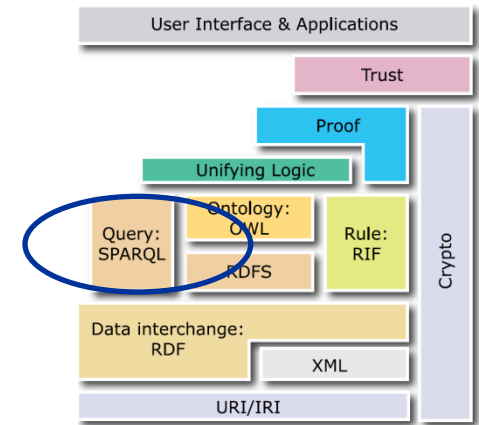 User Interface & Applications
Trust
Proof
Unifying Logic
Query:
SPARQL
Ontology:
OWL
RDFS
Rule:
RIF
Crypto
Data interchange:
RDF
XML
URI/IRI